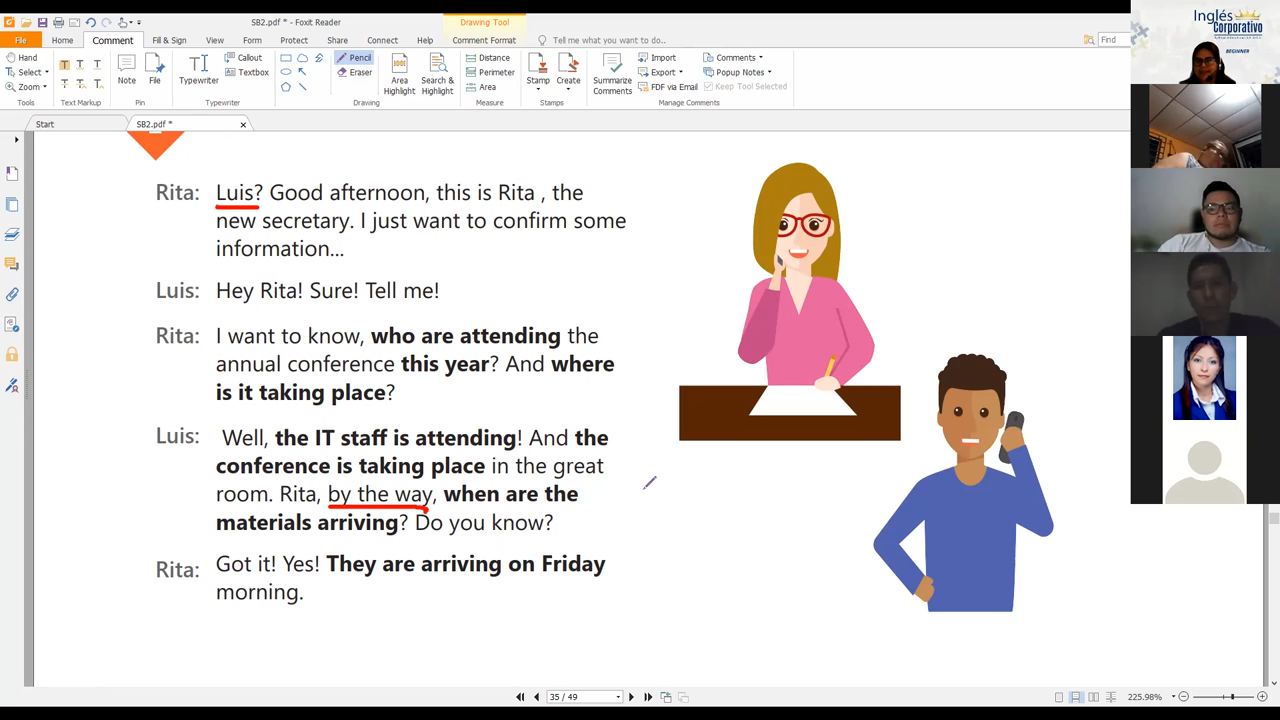 SB2.pdf * - Foxit Reader
Drawing Tool
File Home Comment Fill & Sign View Form Protect Share Connect Help Comment Format Tell me what you want to do.. Find
Hand
Select
Zoom
Tools
T T T
T T T
Text Markup
Note
File
Pin
Typewriter
Callout
Textbox
Typewriter
Pencil
Eraser
Drawing
Area
Highlight
Search &
Highlight
Distance
Perimeter
Area
Measure
Stamp
Create
Stamps
Summarize
Comments
Import
Export
FDF via Email
Comments
Popup Notes
Keep Tool Selected
Manage Comments
Start
SB2.pdf *
Rita: Luis? Good afternoon, this is Rita , the
new secretary. I just want to confirm some
information...
Luis: Hey Rita! Sure! Tell me!
Rita: I want to know, who are attending the
annual conference this year? And where
is it taking place?
Luis: Well, the IT staff is attending! And the
conference is taking place in the great
room. Rita, by the way, when are the
materials arriving? Do you know?
Rita: Got it! Yes! They are arriving on Friday
morning.
35 / 49
225.98%
Inglés
Corporativo
BEGINNER